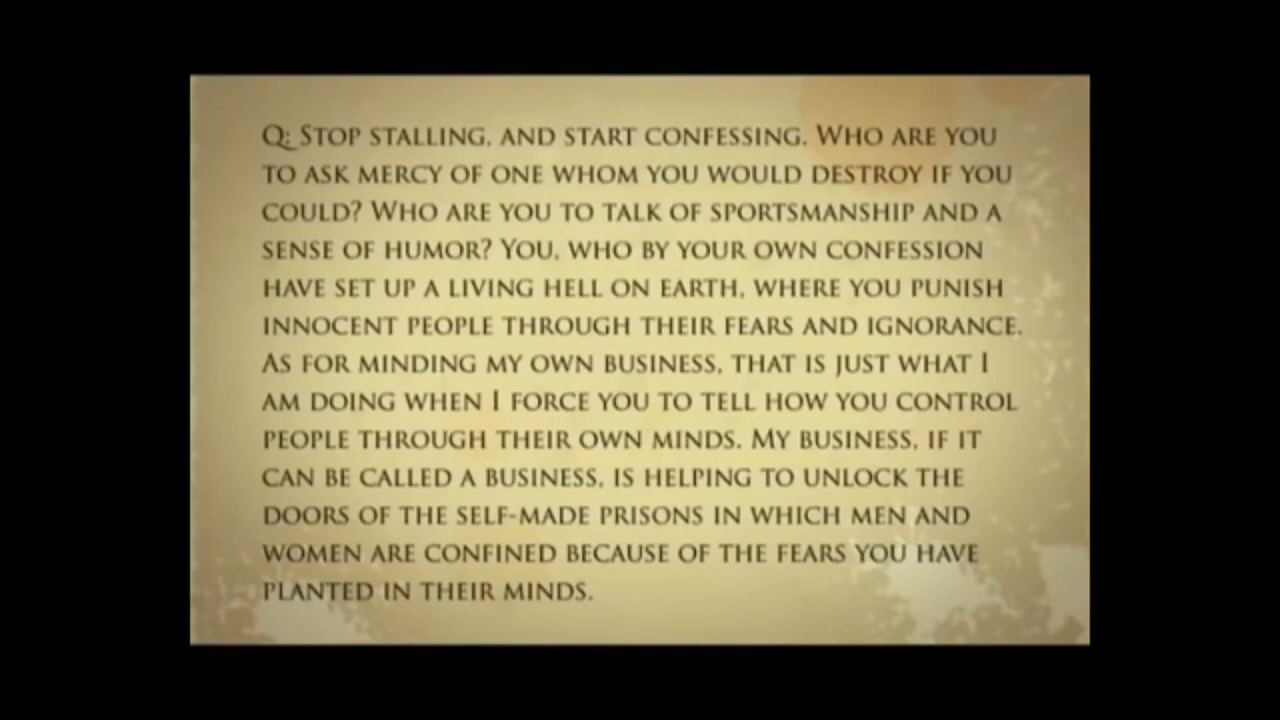 Q: Stop stalling, and start confessing. Who are you
to ask mercy of one whom you would destroy if you
could? Who are you to talk of sportsmanship and a
sense of humor? You, who by your own confession
have set up a living hell on earth, where you punish
innocent people through their fears and ignorance.
As for minding my own business, that is just what I
am doing when I force you to tell how you control
people through their own minds. My business, if it
can be called a business, is helping to unlock the
doors of the self-made prisons in which men and
women are confined because of the fears you have
planted in their minds.